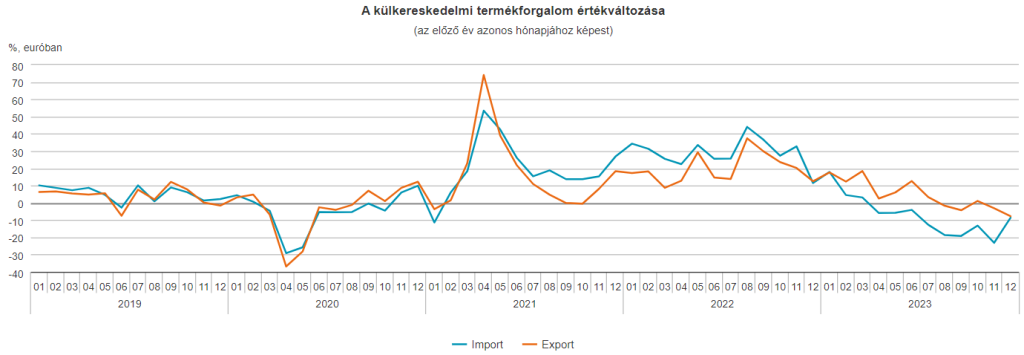 A külkereskedelmi termékforgalom értékváltozása
(az előző év azonos hónapjához képest)
%, euróban
80
70
60
50
40
30
20
10
0
-10
-20
-30
-40
01 02 03 04 05 06 07 08 09 10 11 12 01 02 03 04 05 06 07 08 09 10 11 12 01 02 03 04 05 06 07 08 09 10 11 12 01 02 03 04 05 06 07 08 09 10 11 12 01 02 03 04 05 06 07 08 09 10 11 12
2019 2020 2021 2022 2023
Import Export